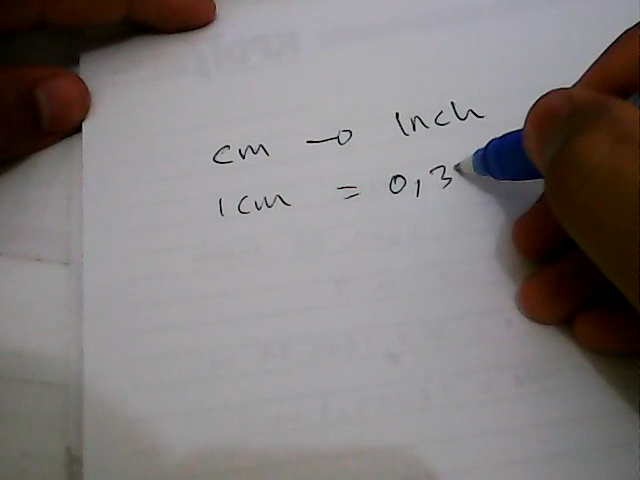 cm → Inch
1cm = 0,3